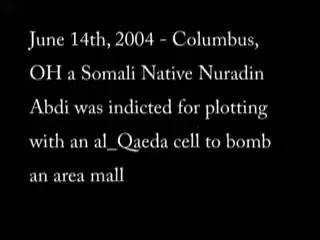 June 14th, 2004 - Columbus,
OH a Somali Native Nuradin
Abdi was indicted for plotting
with an al_Qaeda cell to bomb
an area mall